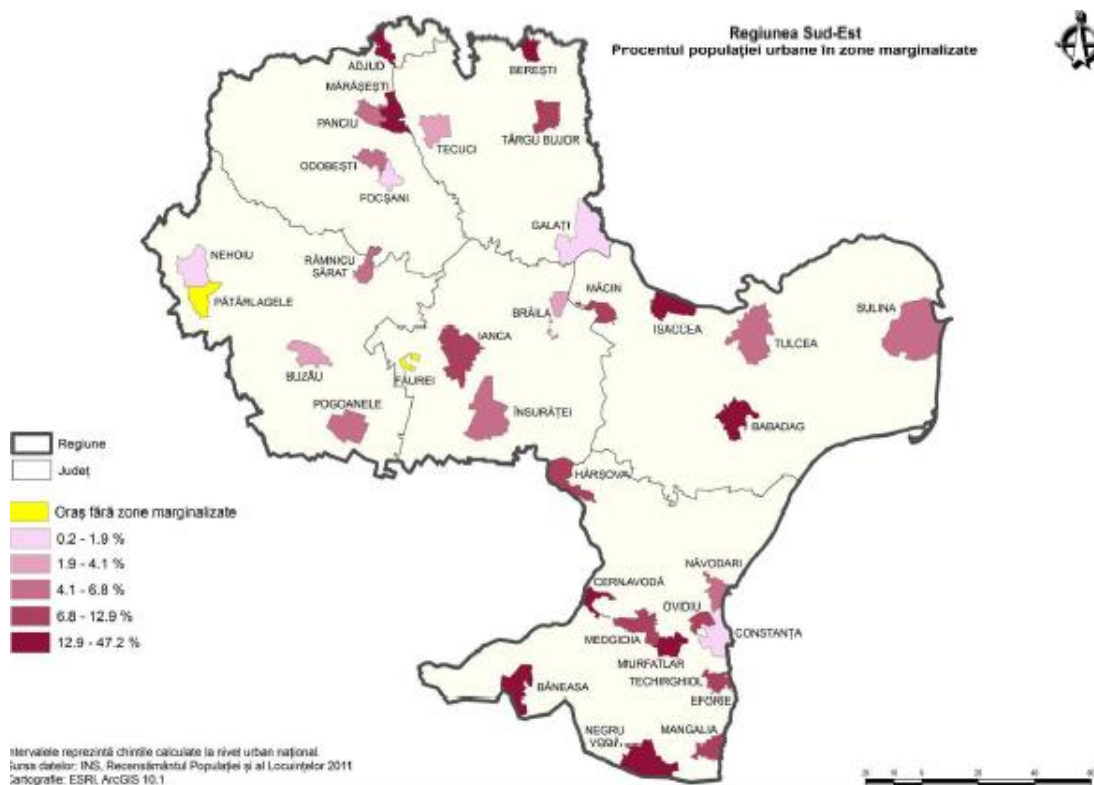 Regiunea Sud-Est
Procentul populației urbane în zone marginalizate
ADJUD
BEREȘTI
MĂRĂȘEȘTI
PANCIU
TECUCI
TÂRGU BUJOR
ODOBEȘTI
FOCȘANI
GALAȚI
NEHOIU
RÂMNICU
SĂRAT
PĂTÂRLAGELE
MĂCIN
BRĂILA
ISACCEA
SULINA
TULCEA
IANCA
BUZĂU
FĂUREI
POGOANELE
ÎNSURĂȚEI
BABADAG
HÂRȘOVA
NĂVODARI
CERNAVODĂ
OVIDIU
CONSTANȚA
MEDGIDIA
MURFATLAR
TECHIRGHIOL
BĂNEASA
EFORIE
NEGRU
VODĂ
MANGALIA
Regiune
Județ
Oraș fără zone marginalizate
0.2 - 1.9 %
1.9 - 4.1 %
4.1 - 6.8 %
6.8 - 12.9 %
12.9 - 47.2 %
Intervalele reprezintă chintile calculate la nivel urban național.
Sursa datelor: INS, Recensământul Populației și al Locuințelor 2011
Cartografie: ESRI, ArcGIS 10.1